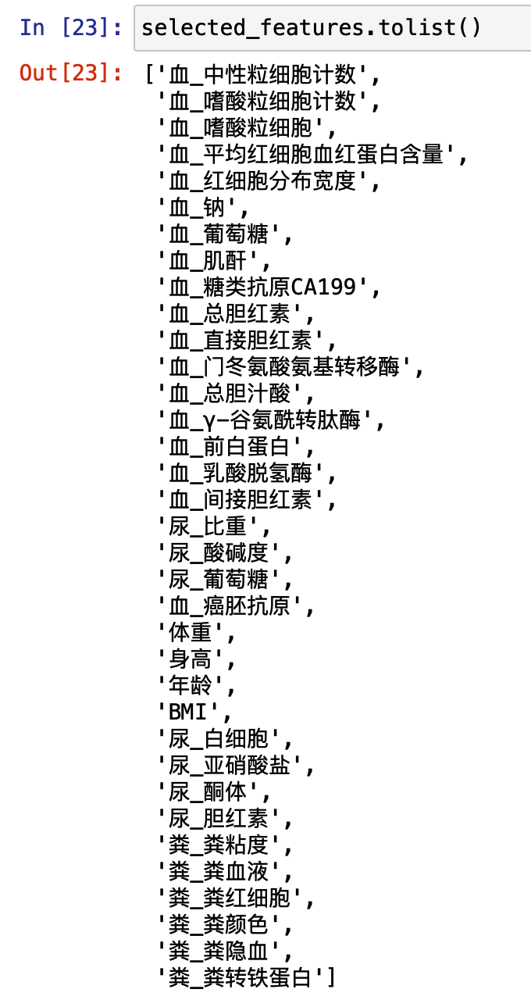 In [23]: selected_features.tolist()
Out[23]: ['血_中性粒细胞计数',
'血_嗜酸粒细胞计数',
'血_嗜酸粒细胞',
'血_平均红细胞血红蛋白含量',
'血_红细胞分布宽度',
'血_钠',
'血_葡萄糖',
'血_肌酐',
'血_糖类抗原CA199',
'血_总胆红素',
'血_直接胆红素',
'血_门冬氨酸氨基转移酶',
'血_总胆汁酸',
'血_γ-谷氨酰转肽酶',
'血_前白蛋白',
'血_乳酸脱氢酶',
'血_间接胆红素',
'尿_比重',
'尿_酸碱度',
'尿_葡萄糖',
'血_癌胚抗原',
'体重',
'身高',
'年龄',
'BMI',
'尿_白细胞',
'尿_亚硝酸盐',
'尿_酮体',
'尿_胆红素',
'粪_粪粘度',
'粪_粪血液',
'粪_粪红细胞',
'粪_粪颜色',
'粪_粪隐血',
'粪_粪转铁蛋白']